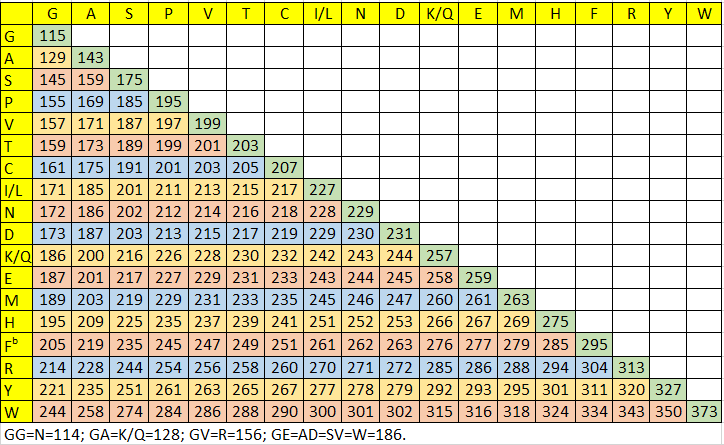 G A S P V T C I/L N D K/Q E M H F R Y W
G 115
A 129 143
S 145 159 175
P 155 169 185 195
V 157 171 187 197 199
T 159 173 189 199 201 203
C 161 175 191 201 203 205 207
I/L 171 185 201 211 213 215 217 227
N 172 186 202 212 214 216 218 228 229
D 173 187 203 213 215 217 219 229 230 231
K/Q 186 200 216 226 228 230 232 242 243 244 257
E 187 201 217 227 229 231 233 243 244 245 258 259
M 189 203 219 229 231 233 235 245 246 247 260 261 263
H 195 209 225 235 237 239 241 251 252 253 266 267 269 275
Fᵇ 205 219 235 245 247 249 251 261 262 263 276 277 279 285 295
R 214 228 244 254 256 258 260 270 271 272 285 286 288 294 304 313
Y 221 235 251 261 263 265 267 277 278 279 292 293 295 301 311 320 327
W 244 258 274 284 286 288 290 300 301 302 315 316 318 324 334 343 350 373
GG=N=114; GA=K/Q=128; GV=R=156; GE=AD=SV=W=186.